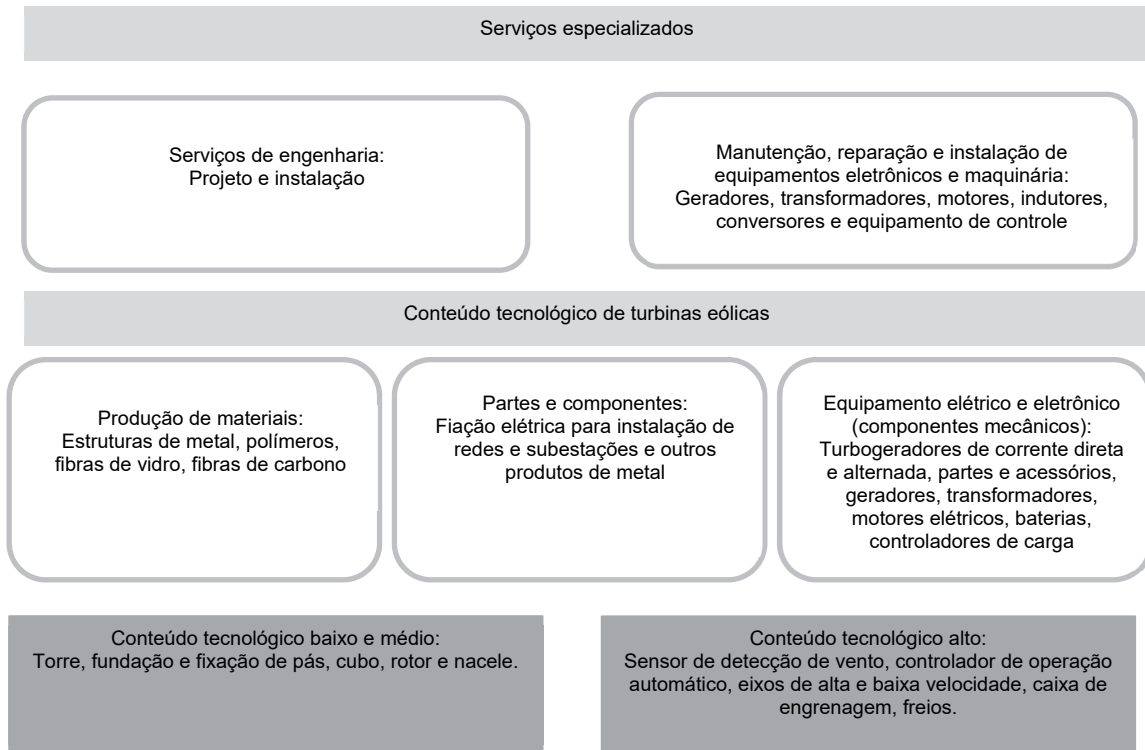 Serviços especializados
Serviços de engenharia:
Projeto e instalação
Manutenção, reparação e instalação de
equipamentos eletrônicos e maquinária:
Geradores, transformadores, motores, indutores,
conversores e equipamento de controle
Conteúdo tecnológico de turbinas eólicas
Produção de materiais:
Estruturas de metal, polímeros,
fibras de vidro, fibras de carbono
Partes e componentes:
Fiação elétrica para instalação de
redes e subestações e outros
produtos de metal
Equipamento elétrico e eletrônico
(componentes mecânicos):
Turbogeradores de corrente direta
e alternada, partes e acessórios,
geradores, transformadores,
motores elétricos, baterias,
controladores de carga
Conteúdo tecnológico baixo e médio:
Torre, fundação e fixação de pás, cubo, rotor e nacele.
Conteúdo tecnológico alto:
Sensor de detecção de vento, controlador de operação
automático, eixos de alta e baixa velocidade, caixa de
engrenagem, freios.